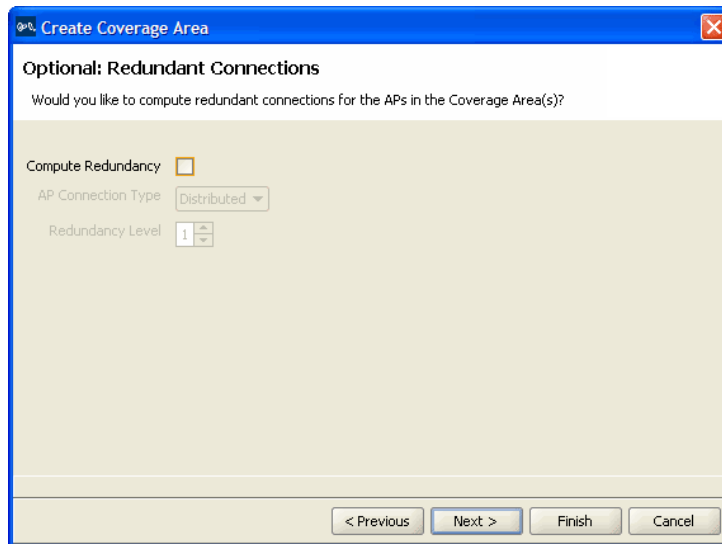 Create Coverage Area
Optional: Redundant Connections
Would you like to compute redundant connections for the APs in the Coverage Area(s)?
Compute Redundancy
AP Connection Type Distributed
Redundancy Level 1
< Previous Next > Finish Cancel